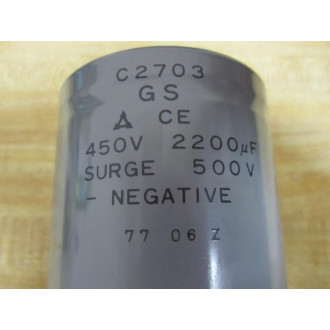 C2703
GS
CE
450V 2200µF
SURGE 500V
- NEGATIVE
77 06 Z